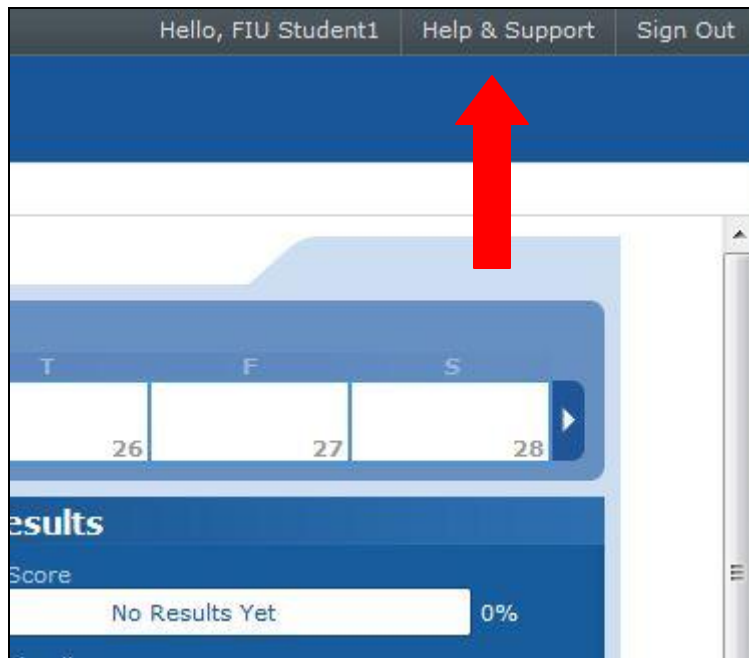 Hello, FIU Student1 Help & Support Sign Out
T F S
26 27 28
esults
Score
No Results Yet 0%